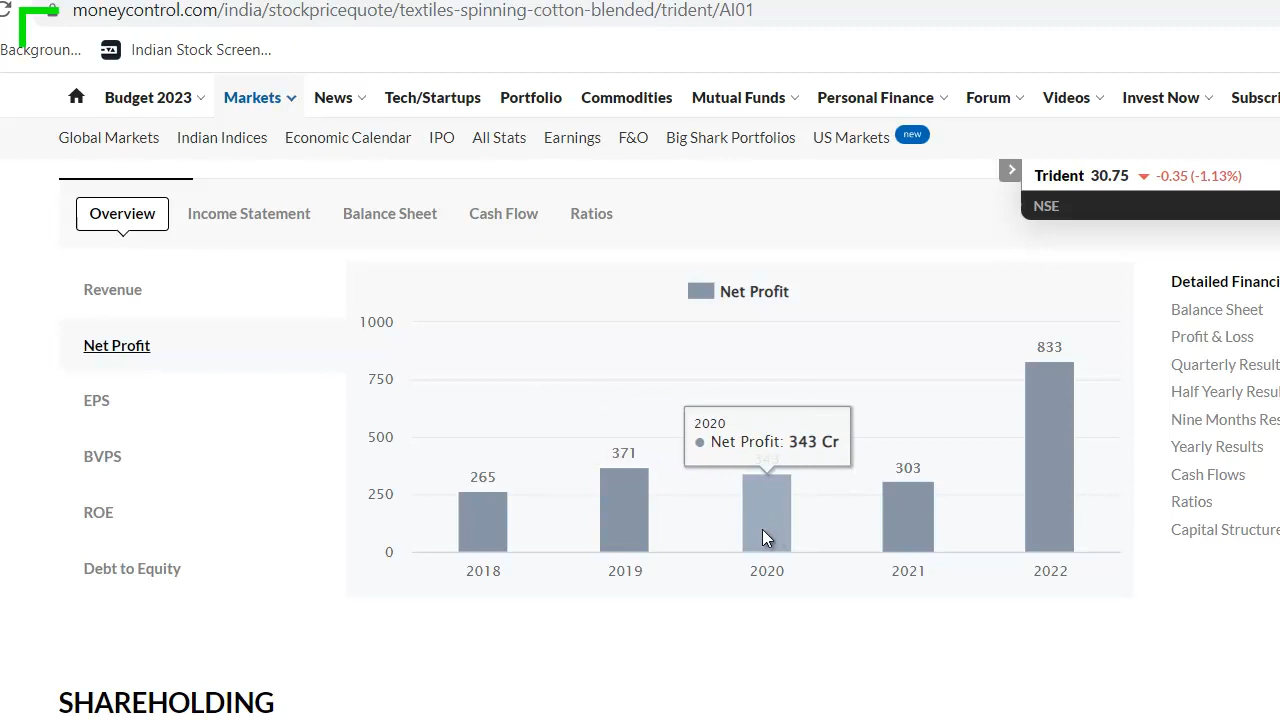 moneycontrol.com/india/stockpricequote/textiles-spinning-cotton-blended/trident/AI01
Backgroun... Indian Stock Screen...
Budget 2023 Markets News Tech/Startups Portfolio Commodities Mutual Funds Personal Finance Forum Videos Invest Now Subscri
Global Markets Indian Indices Economic Calendar IPO All Stats Earnings F&O Big Shark Portfolios US Markets new
Trident 30.75 -0.35 (-1.13%)
NSE
Overview Income Statement Balance Sheet Cash Flow Ratios
Revenue
Net Profit
EPS
BVPS
ROE
Debt to Equity
Net Profit
1000
750
500
250
0
265
371
343
303
833
2020
Net Profit: 343 Cr
2018 2019 2020 2021 2022
Detailed Financi
Balance Sheet
Profit & Loss
Quarterly Result
Half Yearly Resu
Nine Months Res
Yearly Results
Cash Flows
Ratios
Capital Structure
SHAREHOLDING